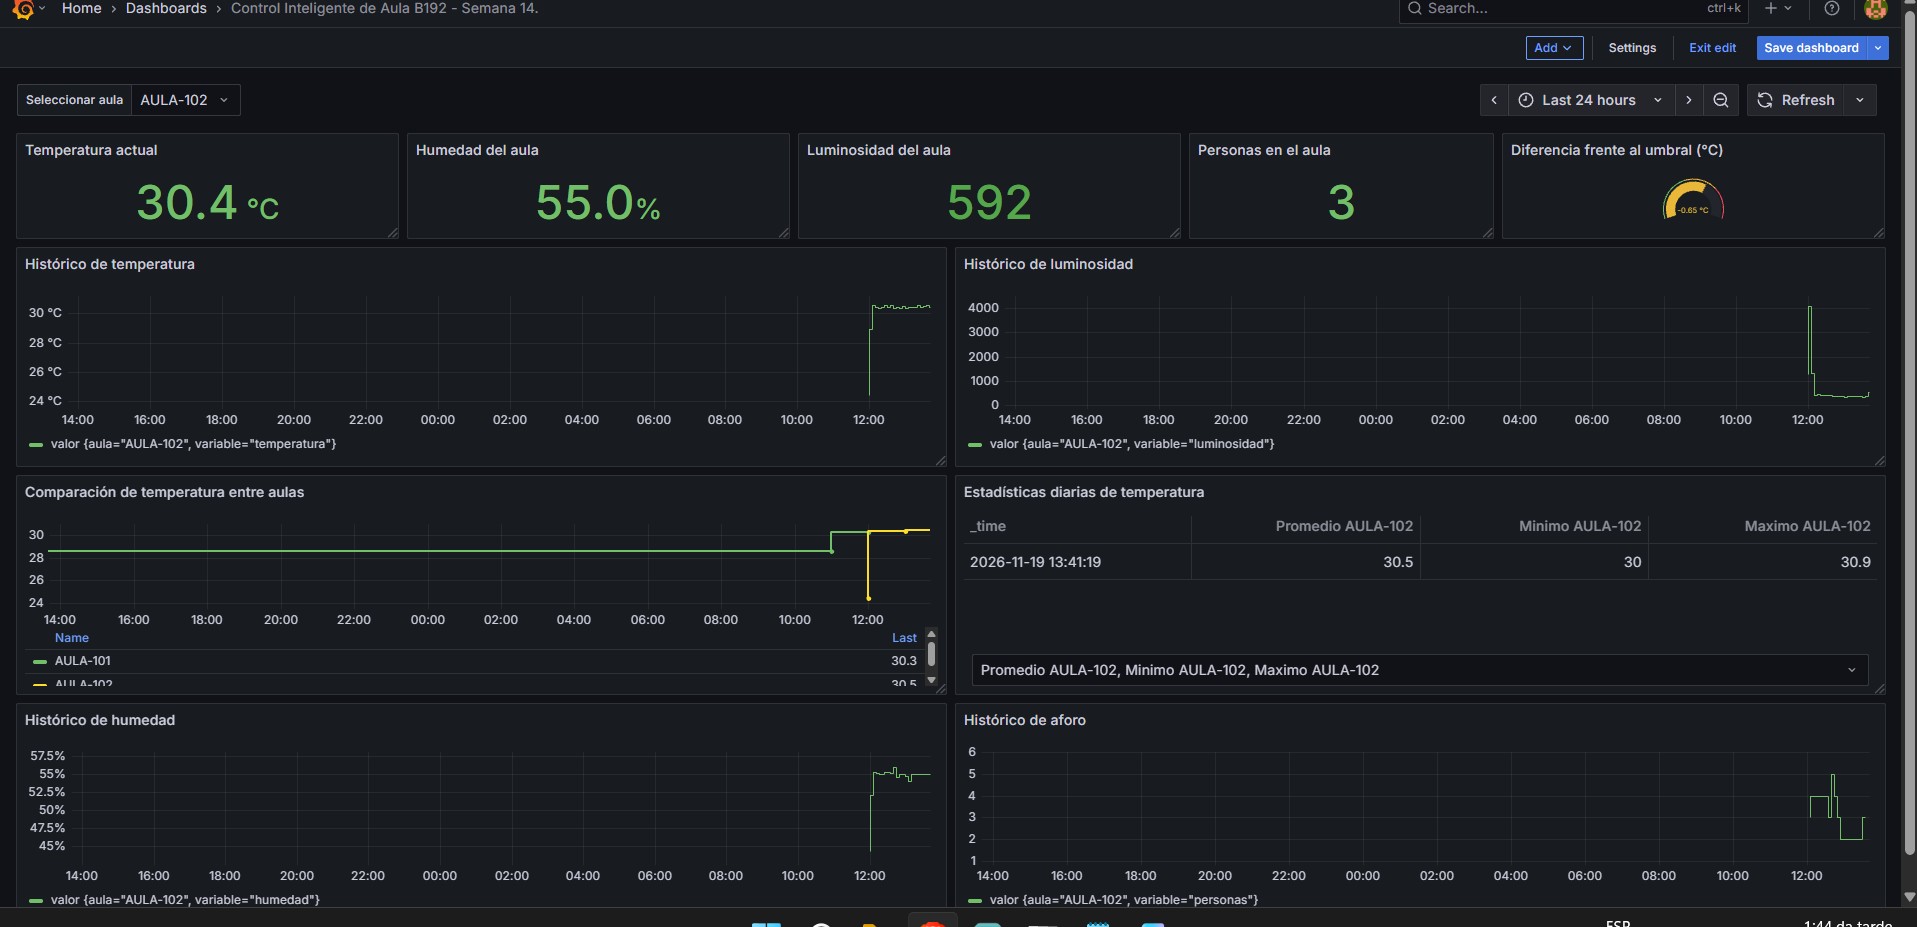 Home › Dashboards › Control Inteligente de Aula B192 - Semana 14.
Search... ctrl+k
Add Settings Exit edit Save dashboard
Seleccionar aula AULA-102
Last 24 hours Refresh
Temperatura actual
30.4 °C
Humedad del aula
55.0%
Luminosidad del aula
592
Personas en el aula
3
Diferencia frente al umbral (°C)
-0.65 °C
Histórico de temperatura
30 °C
28 °C
26 °C
24 °C
14:00 16:00 18:00 20:00 22:00 00:00 02:00 04:00 06:00 08:00 10:00 12:00
valor {aula="AULA-102", variable="temperatura"}
Histórico de luminosidad
4000
3000
2000
1000
0
14:00 16:00 18:00 20:00 22:00 00:00 02:00 04:00 06:00 08:00 10:00 12:00
valor {aula="AULA-102", variable="luminosidad"}
Comparación de temperatura entre aulas
30
28
26
24
14:00 16:00 18:00 20:00 22:00 00:00 02:00 04:00 06:00 08:00 10:00 12:00
Name Last
AULA-101 30.3
AULA-102 30.5
Estadísticas diarias de temperatura
_time Promedio AULA-102 Minimo AULA-102 Maximo AULA-102
2026-11-19 13:41:19 30.5 30 30.9
Promedio AULA-102, Minimo AULA-102, Maximo AULA-102
Histórico de humedad
57.5%
55%
52.5%
50%
47.5%
45%
14:00 16:00 18:00 20:00 22:00 00:00 02:00 04:00 06:00 08:00 10:00 12:00
valor {aula="AULA-102", variable="humedad"}
Histórico de aforo
6
5
4
3
2
1
14:00 16:00 18:00 20:00 22:00 00:00 02:00 04:00 06:00 08:00 10:00 12:00
valor {aula="AULA-102", variable="personas"}
ESP 1:44 da tarde